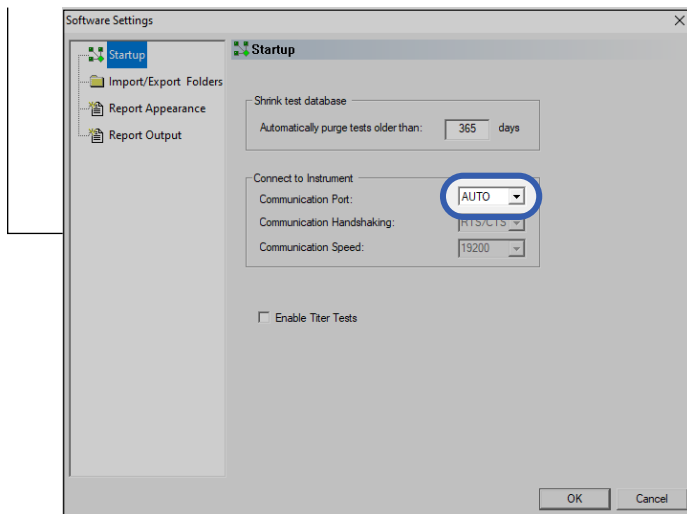 Software Settings
Startup
Import/Export Folders
Report Appearance
Report Output
Startup
Shrink test database
Automatically purge tests older than: 365 days
Connect to Instrument
Communication Port: AUTO
Communication Handshaking: RTS/CTS
Communication Speed: 19200
Enable Titer Tests
OK Cancel